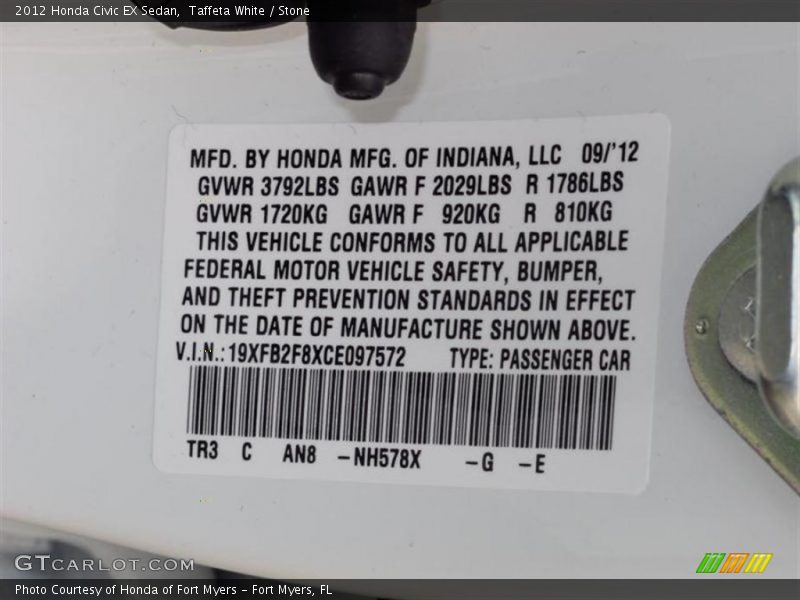 2012 Honda Civic EX Sedan,  Taffeta White / Stone
MFD. BY HONDA MFG. OF INDIANA, LLC 09/'12
GVWR 3792LBS GAWR F 2029LBS R 1786LBS
GVWR 1720KG GAWR F 920KG R 810KG
THIS VEHICLE CONFORMS TO ALL APPLICABLE
FEDERAL MOTOR VEHICLE SAFETY, BUMPER,
AND THEFT PREVENTION STANDARDS IN EFFECT
ON THE DATE OF MANUFACTURE SHOWN ABOVE.
V.I.N.:19XFB2F8XCE097572 TYPE: PASSENGER CAR
TR3 C AN8 -NH578X -G -E
GTCARLOT.COM
Photo Courtesy of Honda of Fort Myers - Fort Myers, FL